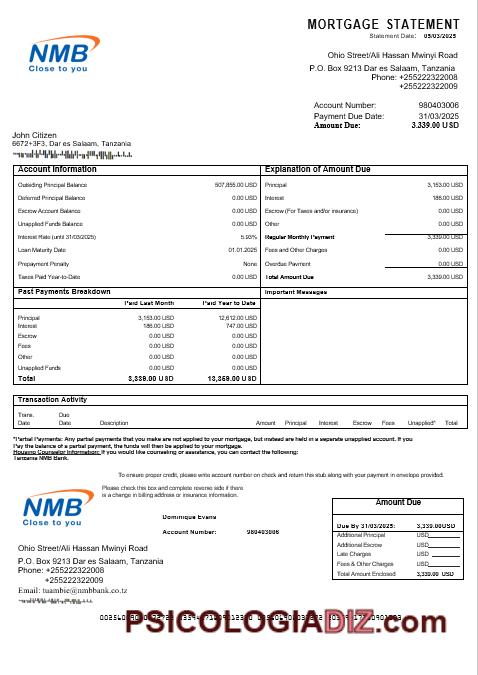 MORTGAGE STATEMENT
Statement Date: 05/03/2025
NMB
Close to you
Ohio Street/Ali Hassan Mwinyi Road
P.O. Box 9213 Dar es Salaam, Tanzania
Phone: +255222322008
+255222322009
Account Number: 980403006
Payment Due Date: 31/03/2025
Amount Due: 3.339.00 USD
John Citizen
6672+3F3, Dar es Salaam, Tanzania
Account Information
Outsiding Principal Balance 507,855.00 USD
Deferred Principal Balance 0.00 USD
Escrow Account Balance 0.00 USD
Unapplied Funds Balance 0.00 USD
Interest Rate (until 31/03/2025) 5.93%
Loan Maturity Date 01.01.2025
Prepayment Penalty None
Taxes Paid Year-to-Date 0.00 USD
Explanation of Amount Due
Principal 3,153.00 USD
Interest 186.00 USD
Escrow (For Taxes and/or insurance) 0.00 USD
Other 0.00 USD
Regular Monthly Payment 3,339.00 USD
Fees and Other Charges 0.00 USD
Overdue Payment 0.00 USD
Total Amount Due 3,339.00 USD
Past Payments Breakdown
Paid Last Month Paid Year to Date
Principal 3,153.00 USD 12,612.00 USD
Interest 186.00 USD 747.00 USD
Escrow 0.00 USD 0.00 USD
Fees 0.00 USD 0.00 USD
Other 0.00 USD 0.00 USD
Unapplied Funds 0.00 USD 0.00 USD
Total 3,339.00 USD 13,359.00 USD
Important Messages
Transaction Activity
Trans. Date Due Date Description Amount Principal Interest Escrow Fees Unapplied* Total
*Partial Payments: Any partial payments that you make are not applied to your mortgage, but instead are held in a separate unapplied account. If you
Pay the balance of a partial payment, the funds will then be applied to your mortgage.
Housing Counselor Information: If you would like counseling or assistance, you can contact the following:
Tanzania NMB Bank.
To ensure proper credit, please write account number on check and return this stub along with your payment in envelope provided.
Please check this box and complete reverse side if there
is a change in billing address or insurance information.
NMB
Close to you
Dominique Evans
Account Number: 980403006
Ohio Street/Ali Hassan Mwinyi Road
P.O. Box 9213 Dar es Salaam, Tanzania
Phone: +255222322008
+255222322009
Email: tuambie@nmbbank.co.tz
Amount Due
Due By 31/03/2025: 3,339.00USD
Additional Principal USD
Additional Escrow USD
Late Charges USD
Fees & Other Charges USD
Total Amount Enclosed 3,339.00 USD
PSICOLOGIADIZ.com